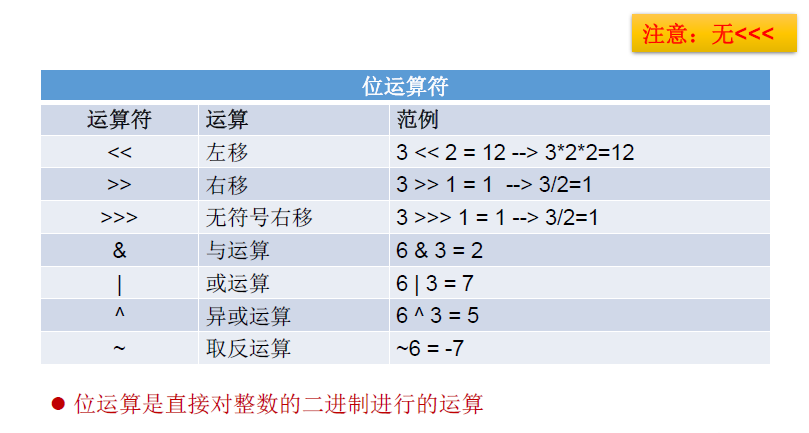 注意：无<<<
位运算符
运算符 运算 范例
<< 左移 3 << 2 = 12 --> 3*2*2=12
>> 右移 3 >> 1 = 1 --> 3/2=1
>>> 无符号右移 3 >>> 1 = 1 --> 3/2=1
& 与运算 6 & 3 = 2
| 或运算 6 | 3 = 7
^ 异或运算 6 ^ 3 = 5
~ 取反运算 ~6 = -7
● 位运算是直接对整数的二进制进行的运算